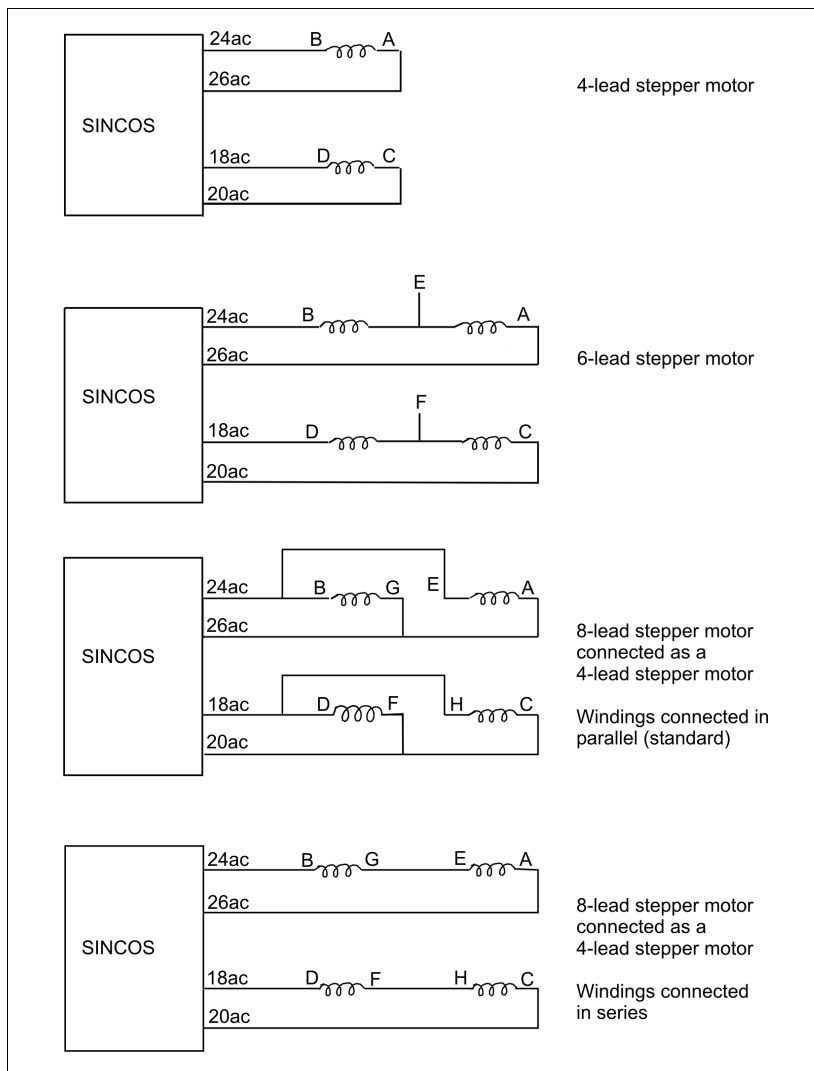 24ac B A
26ac
4-lead stepper motor
SINCOS
18ac D C
20ac
E
24ac B A
26ac
6-lead stepper motor
SINCOS
F
18ac D C
20ac
24ac B G E A
26ac
8-lead stepper motor
connected as a
4-lead stepper motor
SINCOS
18ac D F H C
20ac
Windings connected in
parallel (standard)
24ac B G E A
26ac
8-lead stepper motor
connected as a
4-lead stepper motor
SINCOS
18ac D F H C
20ac
Windings connected
in series